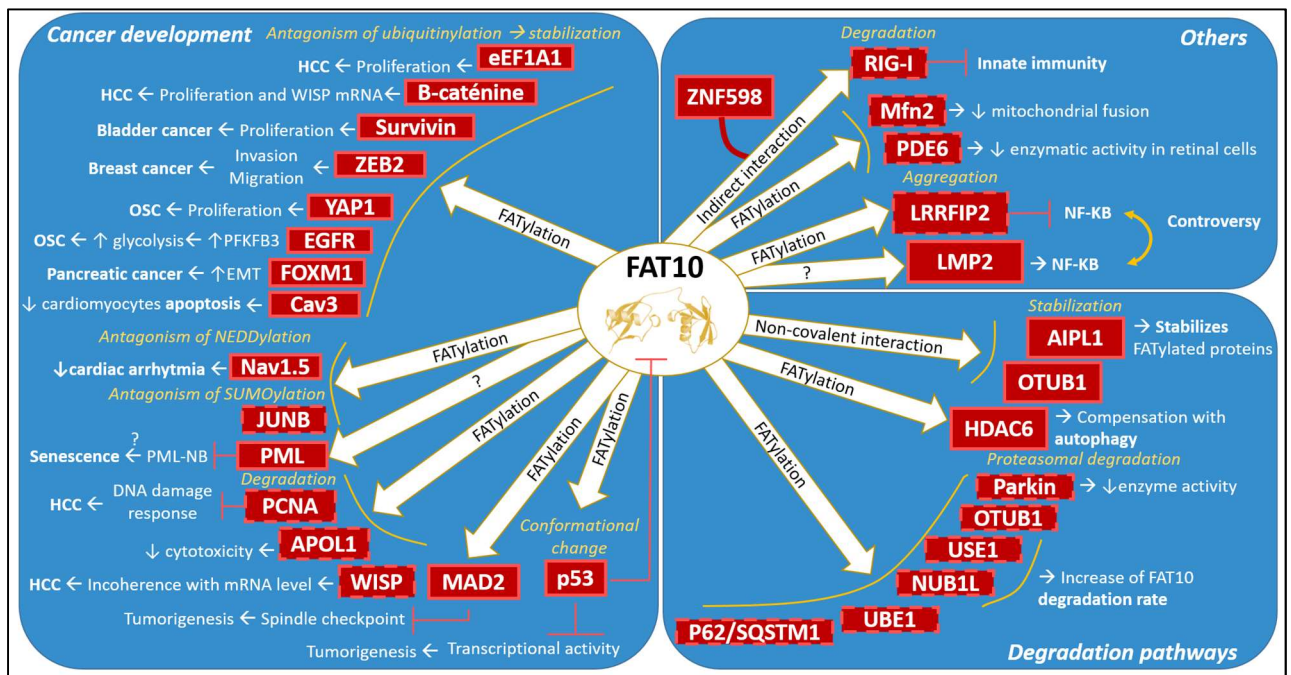 Cancer development
Antagonism of ubiquitinylation → stabilization
HCC ← Proliferation ← eEF1A1
HCC ← Proliferation and WISP mRNA ← B-caténine
Bladder cancer ← Proliferation ← Survivin
Breast cancer ← Invasion Migration ← ZEB2
OSC ← Proliferation ← YAP1
OSC ← ↑ glycolysis ← ↑PFKFB3 EGFR
Pancreatic cancer ← ↑EMT FOXM1
↓ cardiomyocytes apoptosis ← Cav3
Antagonism of NEDDylation
↓cardiac arrhytmia ← Nav1.5
Antagonism of SUMOylation
JUNB
?
Senescence ← PML-NB PML
Degradation
HCC ← DNA damage response PCNA
↓ cytotoxicity ← APOL1
HCC ← Incoherence with mRNA level ← WISP
MAD2
Tumorigenesis ← Spindle checkpoint
Conformational
change
p53
Tumorigenesis ← Transcriptional activity
FATylation
FATylation
?
FATylation
FATylation
FATylation
FAT10
Others
Degradation
ZNF598
Indirect interaction
RIG-I
Innate immunity
FATylation
Mfn2 → ↓ mitochondrial fusion
PDE6 → ↓ enzymatic activity in retinal cells
Aggregation
FATylation
LRRFIP2
NF-KB
Controversy
?
LMP2 → NF-KB
Stabilization
Non-covalent interaction
AIPL1 → Stabilizes
FATylated proteins
OTUB1
FATylation
HDAC6 → Compensation with
autophagy
Proteasomal degradation
FATylation
Parkin → ↓enzyme activity
OTUB1
USE1
NUB1L
→ Increase of FAT10
degradation rate
UBE1
P62/SQSTM1
Degradation pathways